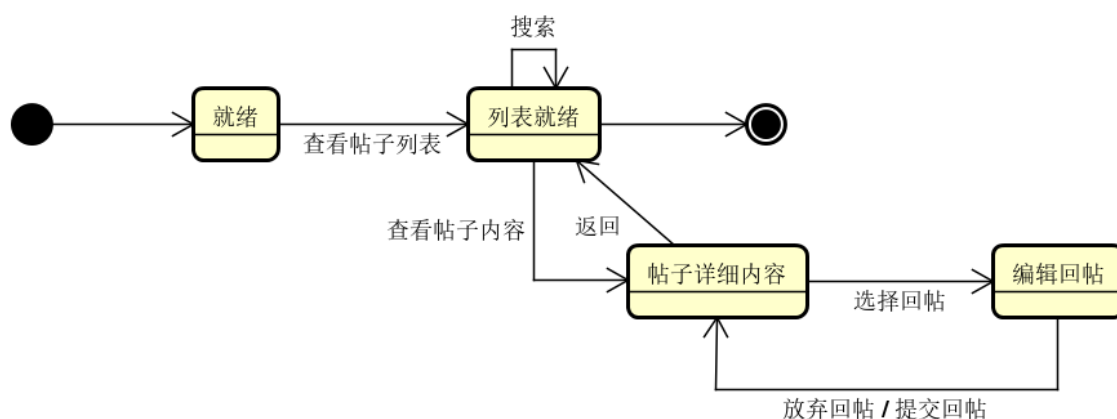 搜索
就绪
列表就绪
查看帖子列表
查看帖子内容
返回
帖子详细内容
编辑回帖
选择回帖
放弃回帖 / 提交回帖